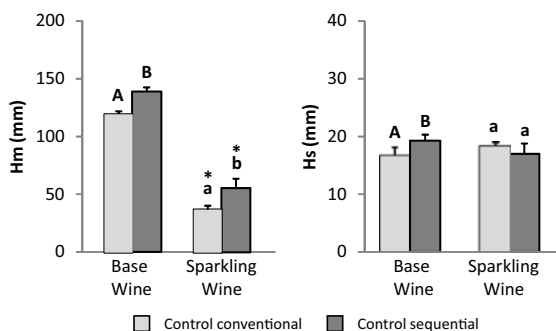 Hm (mm)
150
100
50
0
A
B
*
a
*
b
Base
Wine
Sparkling
Wine
Hs (mm)
40
30
20
10
0
A
B
a
a
Base
Wine
Sparkling
Wine
Control conventional
Control sequential